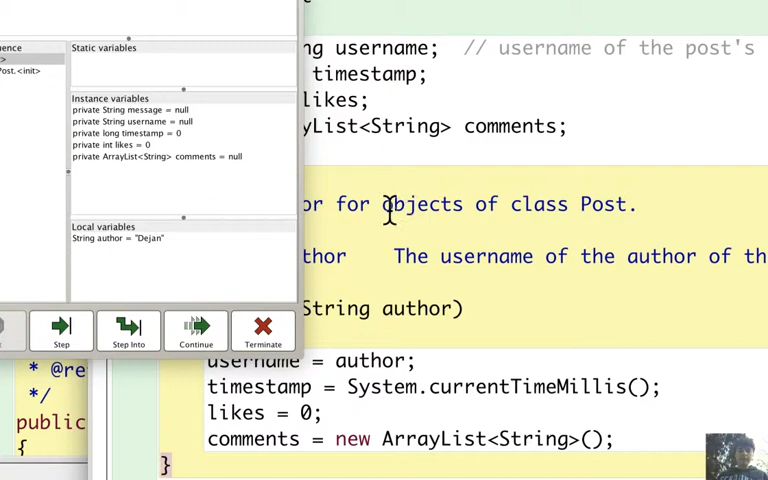 ng username;  // username of the post's
Static variables
uence
>
Post.<init>
timestamp;
likes;
Instance variables
private String message = null
private String username = null
private long timestamp = 0
private int likes = 0
private ArrayList<String> comments = null
yList<String> comments;
or for objects of class Post.
Local variables
String author = "Dejan"
thor    The username of the author of th
String author)
Step
Step Into
Continue
Terminate
username = author;
* @re
timestamp = System.currentTimeMillis();
*/
likes = 0;
public
comments = new ArrayList<String>();
{
}